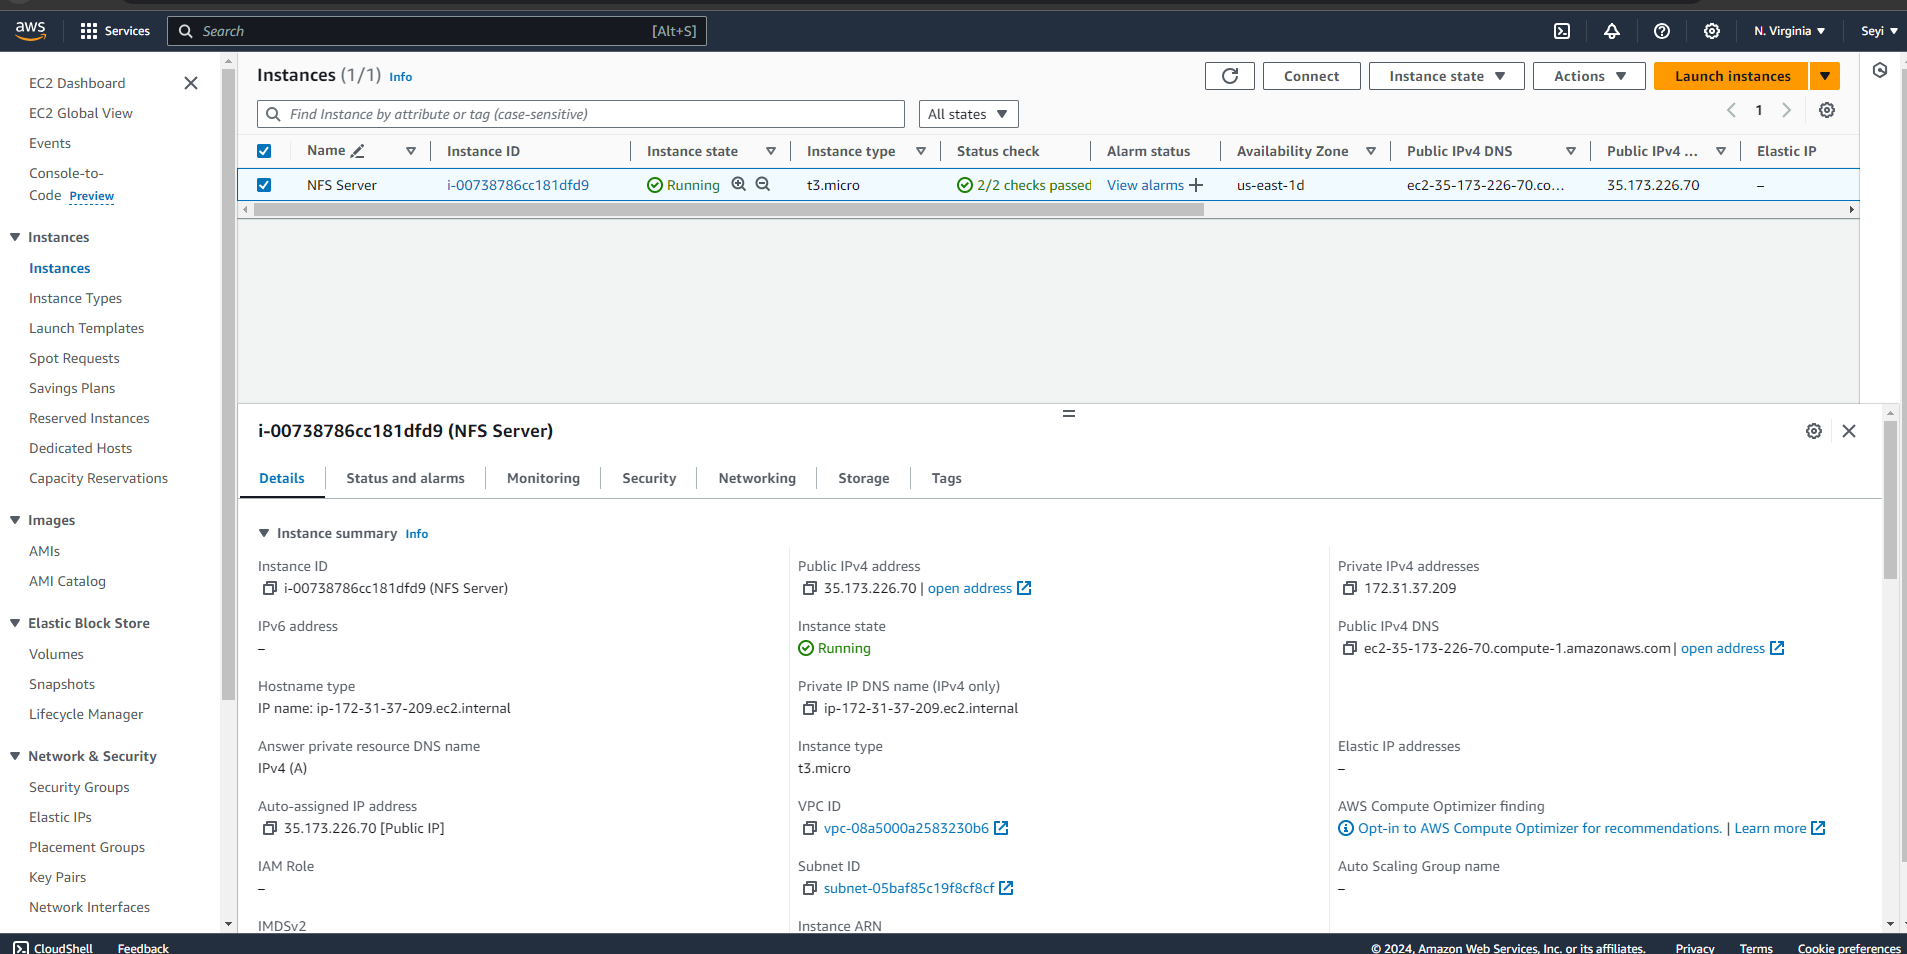 aws
Services
Search
[Alt+S]
N. Virginia
Seyi
EC2 Dashboard
EC2 Global View
Events
Console-to-
Code Preview
Instances
Instances
Instance Types
Launch Templates
Spot Requests
Savings Plans
Reserved Instances
Dedicated Hosts
Capacity Reservations
Images
AMIs
AMI Catalog
Elastic Block Store
Volumes
Snapshots
Lifecycle Manager
Network & Security
Security Groups
Elastic IPs
Placement Groups
Key Pairs
Network Interfaces
Instances (1/1) Info
Connect
Instance state
Actions
Launch instances
Find Instance by attribute or tag (case-sensitive)
All states
1
Name Instance ID Instance state Instance type Status check Alarm status Availability Zone Public IPv4 DNS Public IPv4 ... Elastic IP
NFS Server i-00738786cc181dfd9 Running t3.micro 2/2 checks passed View alarms us-east-1d ec2-35-173-226-70.co... 35.173.226.70 –
i-00738786cc181dfd9 (NFS Server)
Details Status and alarms Monitoring Security Networking Storage Tags
Instance summary Info
Instance ID
i-00738786cc181dfd9 (NFS Server)
Public IPv4 address
35.173.226.70 | open address
Private IPv4 addresses
172.31.37.209
IPv6 address
–
Instance state
Running
Public IPv4 DNS
ec2-35-173-226-70.compute-1.amazonaws.com | open address
Hostname type
IP name: ip-172-31-37-209.ec2.internal
Private IP DNS name (IPv4 only)
ip-172-31-37-209.ec2.internal
Answer private resource DNS name
IPv4 (A)
Instance type
t3.micro
Elastic IP addresses
–
Auto-assigned IP address
35.173.226.70 [Public IP]
VPC ID
vpc-08a5000a2583230b6
AWS Compute Optimizer finding
Opt-in to AWS Compute Optimizer for recommendations. | Learn more
IAM Role
–
Subnet ID
subnet-05baf85c19f8cf8cf
Auto Scaling Group name
–
IMDSv2
Instance ARN
CloudShell
Feedback
© 2024, Amazon Web Services, Inc. or its affiliates.
Privacy
Terms
Cookie preferences